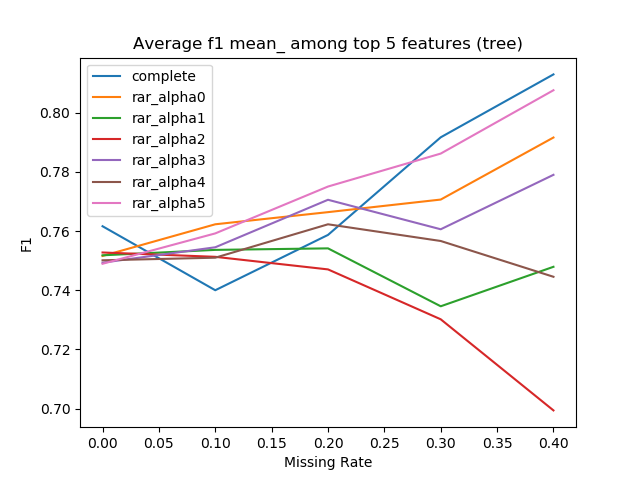 Average f1 mean_ among top 5 features (tree)
complete
rar_alpha0
rar_alpha1
rar_alpha2
rar_alpha3
rar_alpha4
rar_alpha5
F1
0.80
0.78
0.76
0.74
0.72
0.70
0.00 0.05 0.10 0.15 0.20 0.25 0.30 0.35 0.40
Missing Rate